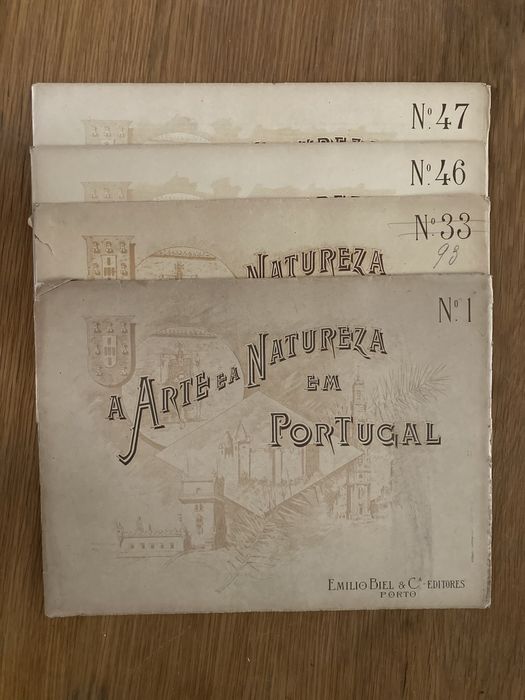 Nº 47
Nº 46
Nº 33
93
NATUREZA
Nº 1
A ARTE E A NATUREZA
EM
PORTUGAL
EMILIO BIEL & Cª - EDITORES
PORTO